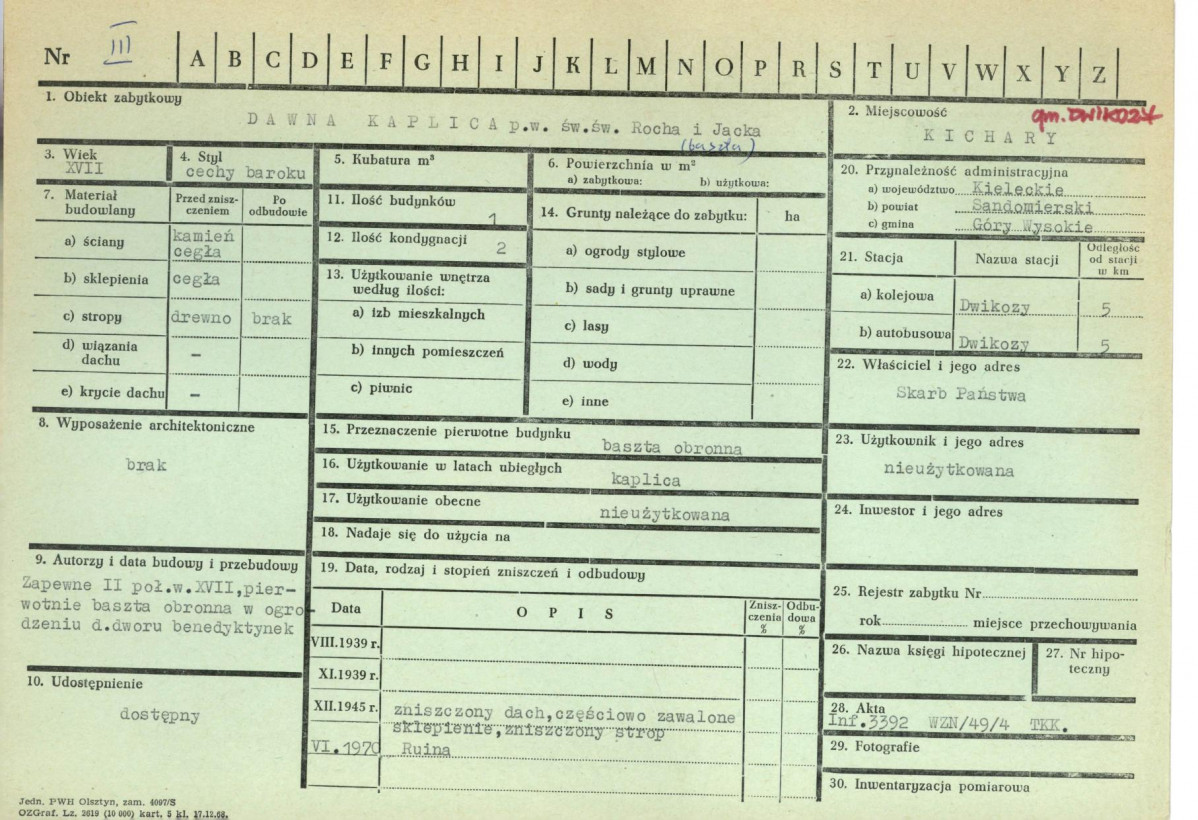 Nr III A B C D E F G H I J K L M N O P R S T U V W X Y Z
1. Obiekt zabytkowy
DAWNA KAPLICA p.w. św.św. Rocha i Jacka
(baszta)
2. Miejscowość
gm. DWIKOZY
KICHARY
3. Wiek
XVII
4. Styl
cechy baroku
5. Kubatura m³
6. Powierzchnia w m²
a) zabytkowa: b) użytkowa:
7. Materiał budowlany
Przed znisz-
czeniem
Po
odbudowie
a) ściany
kamień
cegła
b) sklepienia
cegła
c) stropy
drewno
brak
d) wiązania
dachu
-
e) krycie dachu
-
8. Wyposażenie architektoniczne
brak
9. Autorzy i data budowy i przebudowy
Zapewne II poł.w.XVII,pier-
wotnie baszta obronna w ogro-
dzeniu d.dworu benedyktynek
10. Udostępnienie
dostępny
11. Ilość budynków
1
12. Ilość kondygnacji
2
13. Użytkowanie wnętrza
według ilości:
a) izb mieszkalnych
b) innych pomieszczeń
c) piwnic
14. Grunty należące do zabytku:
ha
a) ogrody stylowe
b) sady i grunty uprawne
c) lasy
d) wody
e) inne
15. Przeznaczenie pierwotne budynku
baszta obronna
16. Użytkowanie w latach ubiegłych
kaplica
17. Użytkowanie obecne
nieużytkowana
18. Nadaje się do użycia na
19. Data, rodzaj i stopień zniszczeń i odbudowy
Data
OPIS
Znisz-
czenia
%
Odbu-
dowa
%
VIII.1939 r.
XI.1939 r.
XII.1945 r.
zniszczony dach,częściowo zawalone
sklepienie,zniszczony strop
VI.1970
Ruina
20. Przynależność administracyjna
a) województwo Kieleckie
b) powiat Sandomierski
c) gmina Góry Wysokie
21. Stacja
Nazwa stacji
Odległość
od stacji
w km
a) kolejowa
Dwikozy
5
b) autobusowa
Dwikozy
5
22. Właściciel i jego adres
Skarb Państwa
23. Użytkownik i jego adres
nieużytkowana
24. Inwestor i jego adres
25. Rejestr zabytku Nr
rok miejsce przechowywania
26. Nazwa księgi hipotecznej
27. Nr hipo-
teczny
28. Akta
Inf.3392 WZN/49/4 TKK.
29. Fotografie
30. Inwentaryzacja pomiarowa
Jedn. PWH Olsztyn, zam. 4097/S
OZGraf. Lz. 2619 (10 000) kart. 5 kl. 17.12.68.